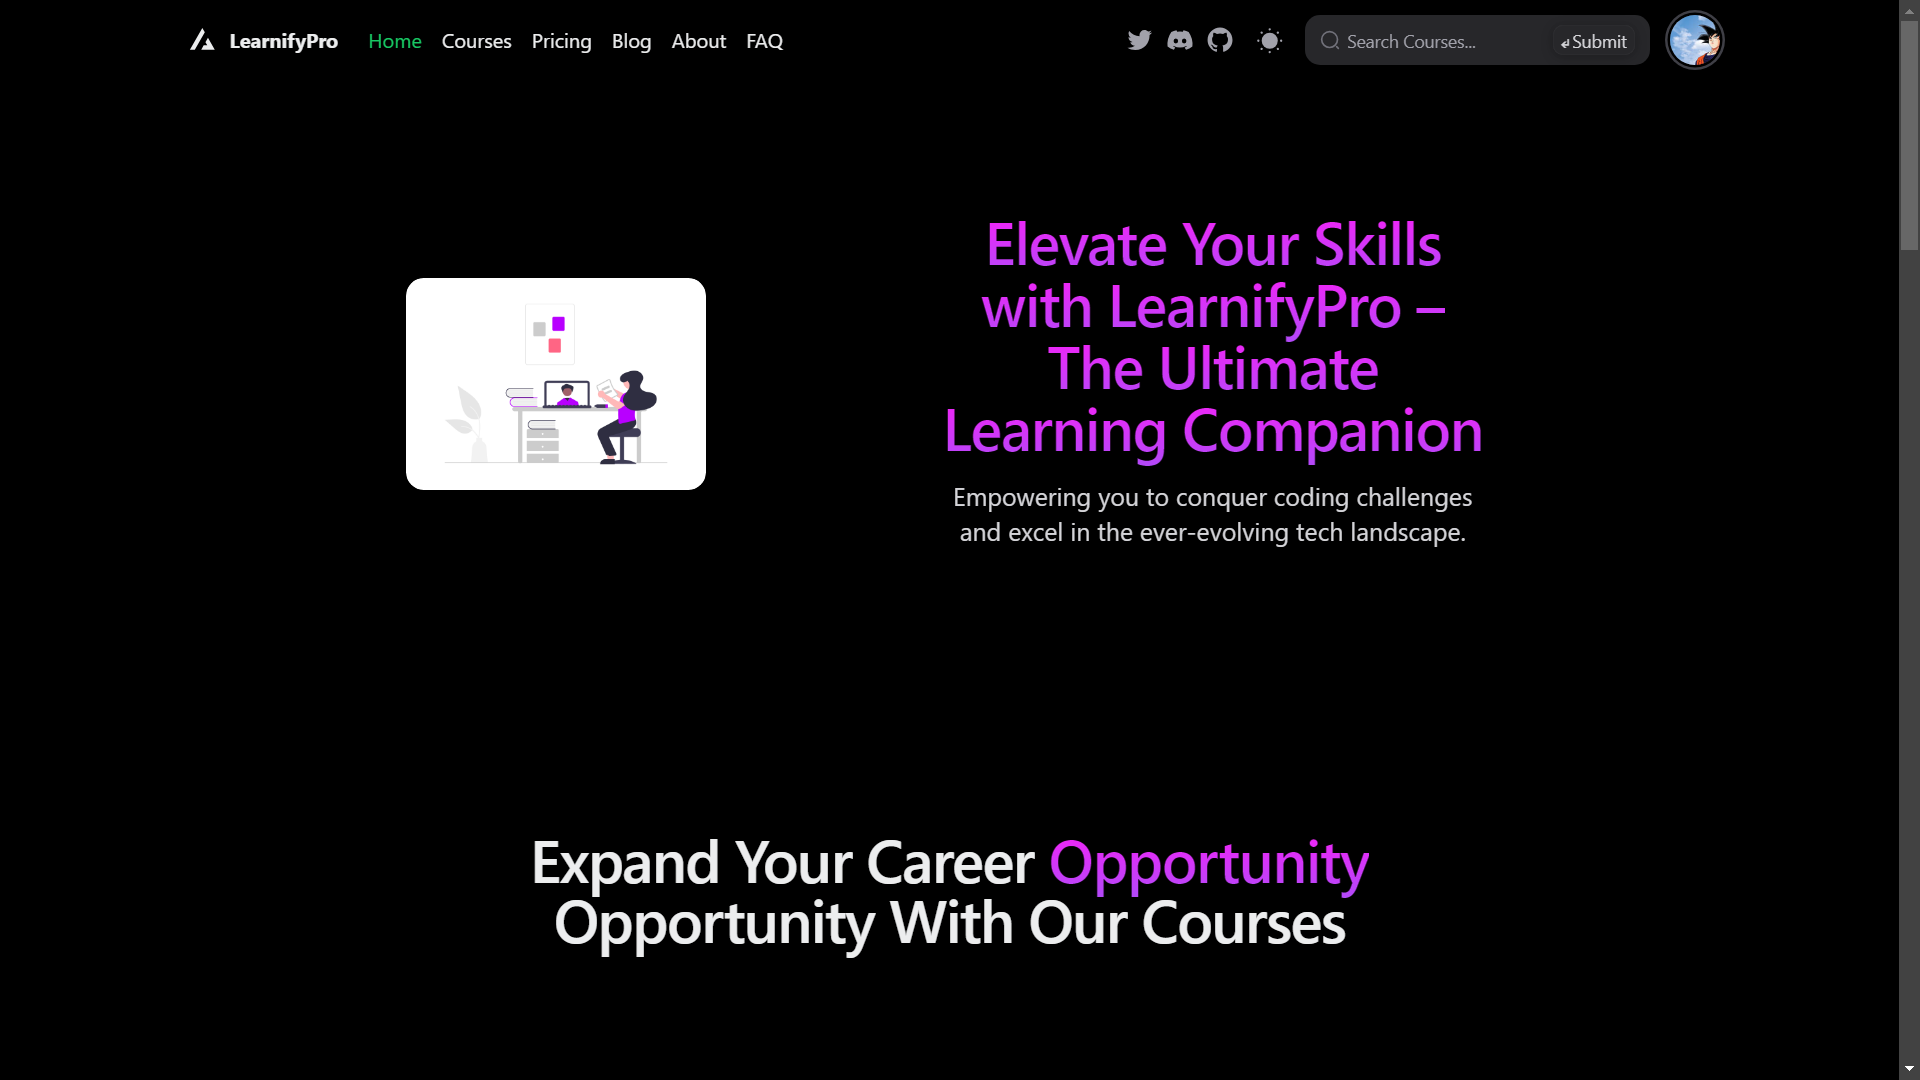 LearnifyPro Home Courses Pricing Blog About FAQ Search Courses... Submit
Elevate Your Skills
with LearnifyPro –
The Ultimate
Learning Companion
Empowering you to conquer coding challenges
and excel in the ever-evolving tech landscape.
Expand Your Career Opportunity
Opportunity With Our Courses